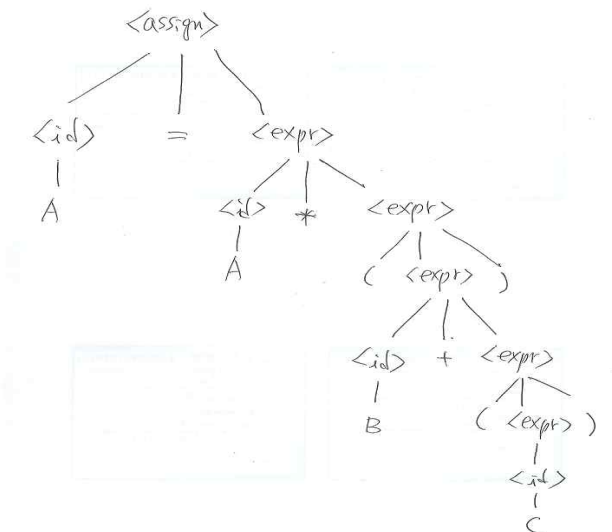 <assign>
<id> = <expr>
A <id> * <expr>
A ( <expr> )
<id> + <expr>
B ( <expr> )
<id>
C